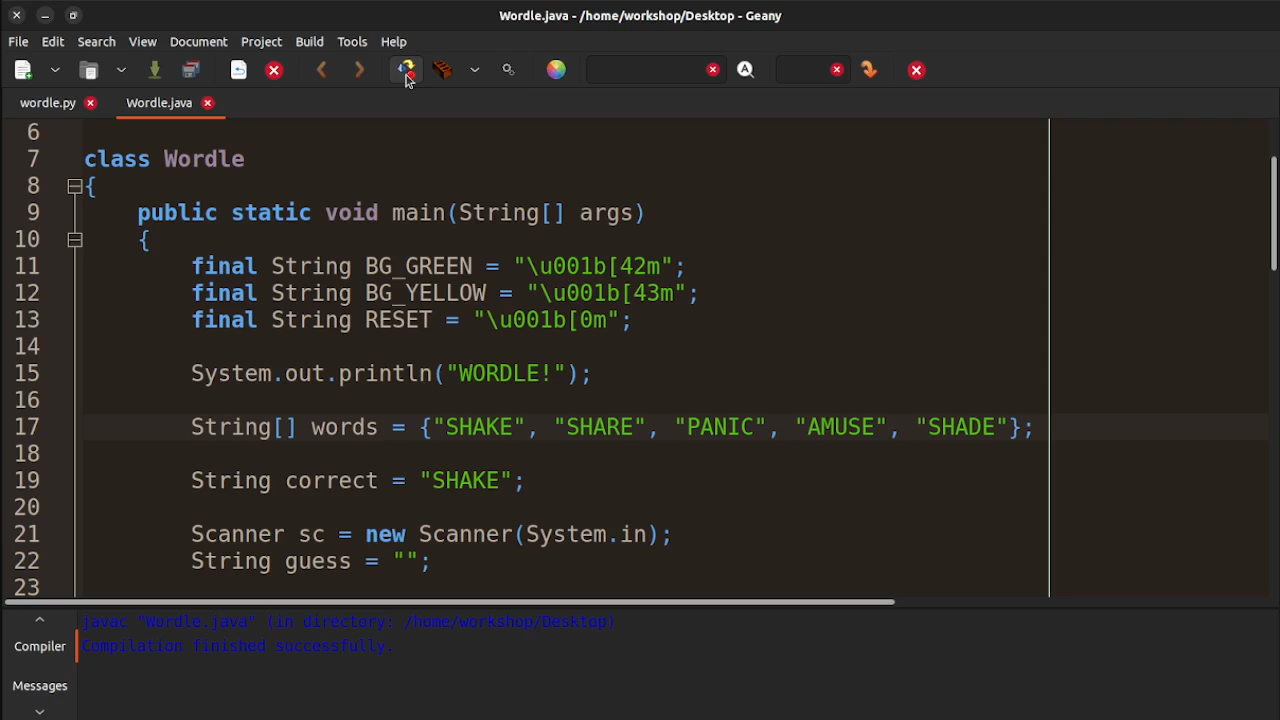 Wordle.java - /home/workshop/Desktop - Geany
File Edit Search View Document Project Build Tools Help
wordle.py Wordle.java
6
7 class Wordle
8 {
9 public static void main(String[] args)
10 {
11 final String BG_GREEN = "\u001b[42m";
12 final String BG_YELLOW = "\u001b[43m";
13 final String RESET = "\u001b[0m";
14
15 System.out.println("WORDLE!");
16
17 String[] words = {"SHAKE", "SHARE", "PANIC", "AMUSE", "SHADE"};
18
19 String correct = "SHAKE";
20
21 Scanner sc = new Scanner(System.in);
22 String guess = "";
23
javac "Wordle.java" (in directory: /home/workshop/Desktop)
Compiler Compilation finished successfully.
Messages